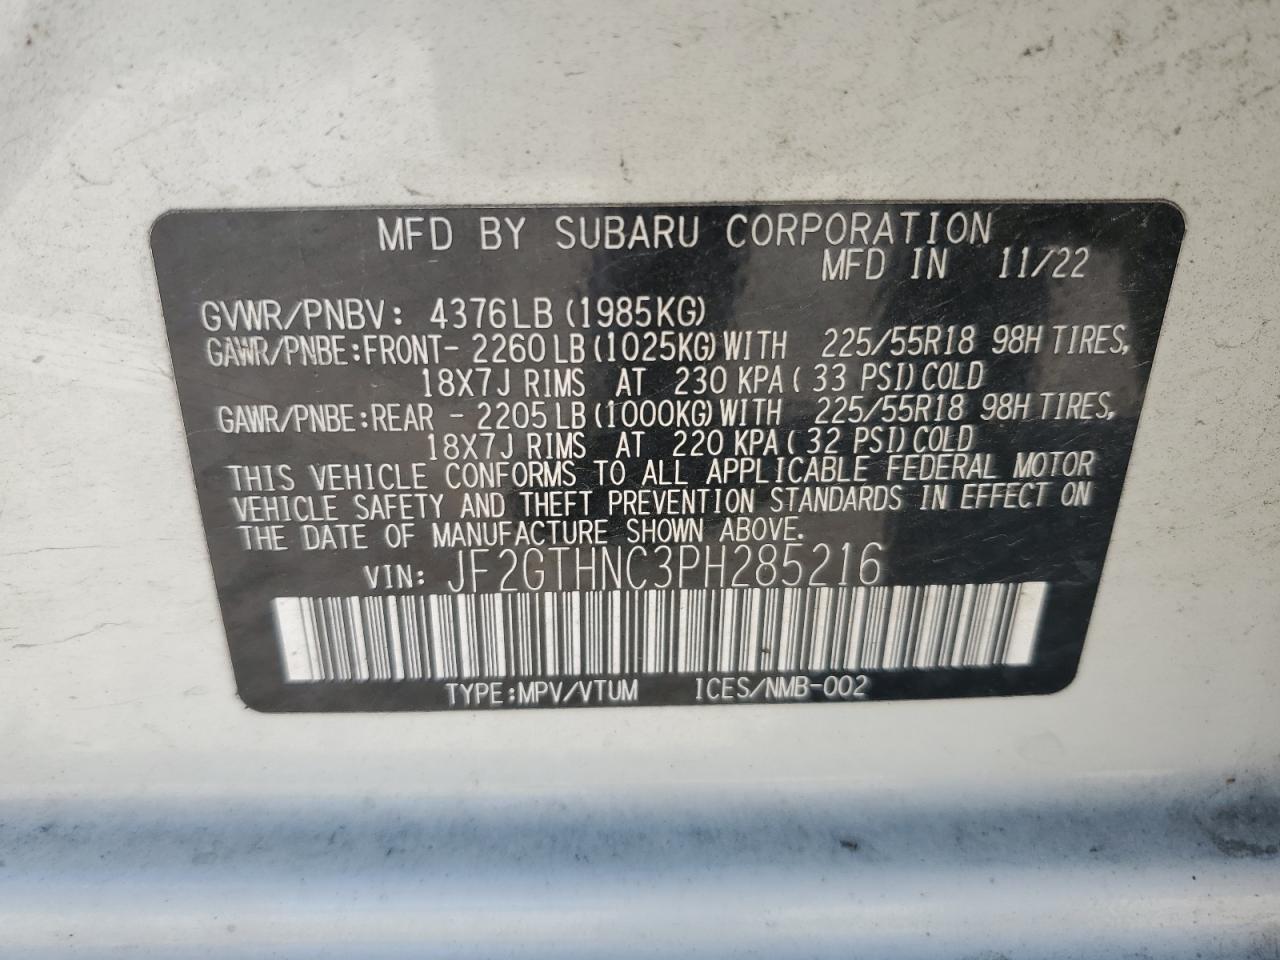 MFD BY SUBARU CORPORATION
MFD IN 11/22
GVWR/PNBV: 4376LB (1985KG)
GAWR/PNBE:FRONT- 2260LB(1025KG)WITH 225/55R18 98H TIRES,
18X7J RIMS AT 230 KPA( 33 PSI)COLD
GAWR/PNBE:REAR - 2205LB(1000KG)WITH 225/55R18 98H TIRES,
18X7J RIMS AT 220 KPA( 32 PSI)COLD
THIS VEHICLE CONFORMS TO ALL APPLICABLE FEDERAL MOTOR
VEHICLE SAFETY AND THEFT PREVENTION STANDARDS IN EFFECT ON
THE DATE OF MANUFACTURE SHOWN ABOVE.
VIN: JF2GTHNC3PH285216
TYPE:MPV/VTUM ICES/NMB-002